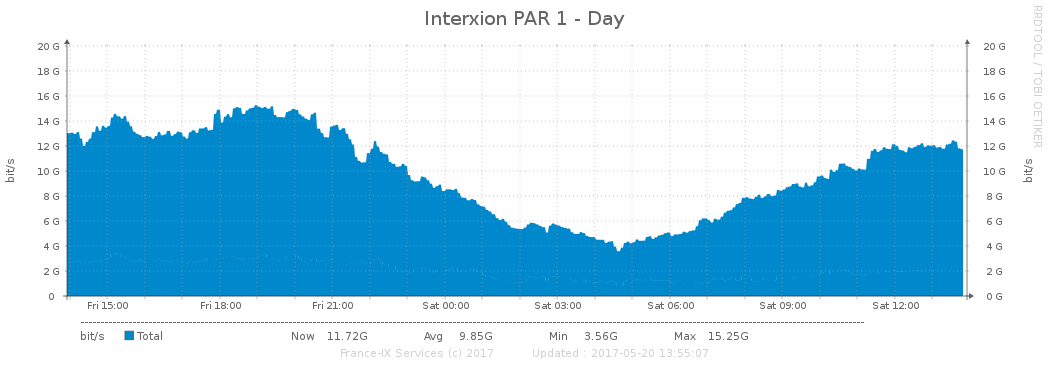 Interxion PAR 1 - Day
RRDTOOL / TOBI OETIKER
bit/s
20 G 20 G
18 G 18 G
16 G 16 G
14 G 14 G
12 G 12 G
10 G 10 G
8 G 8 G
6 G 6 G
4 G 4 G
2 G 2 G
0 0 G
bit/s
Fri 15:00 Fri 18:00 Fri 21:00 Sat 00:00 Sat 03:00 Sat 06:00 Sat 09:00 Sat 12:00
bit/s Total Now 11.72G Avg 9.85G Min 3.56G Max 15.25G
France-IX Services (c) 2017 Updated : 2017-05-20 13:55:07